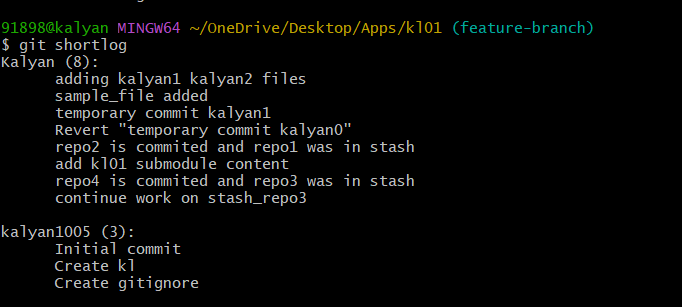 91898@kalyan MINGW64 ~/OneDrive/Desktop/Apps/kl01 (feature-branch)
$ git shortlog
Kalyan (8):
      adding kalyan1 kalyan2 files
      sample_file added
      temporary commit kalyan1
      Revert "temporary commit kalyan0"
      repo2 is commited and repo1 was in stash
      add kl01 submodule content
      repo4 is commited and repo3 was in stash
      continue work on stash_repo3

kalyan1005 (3):
      Initial commit
      Create kl
      Create gitignore